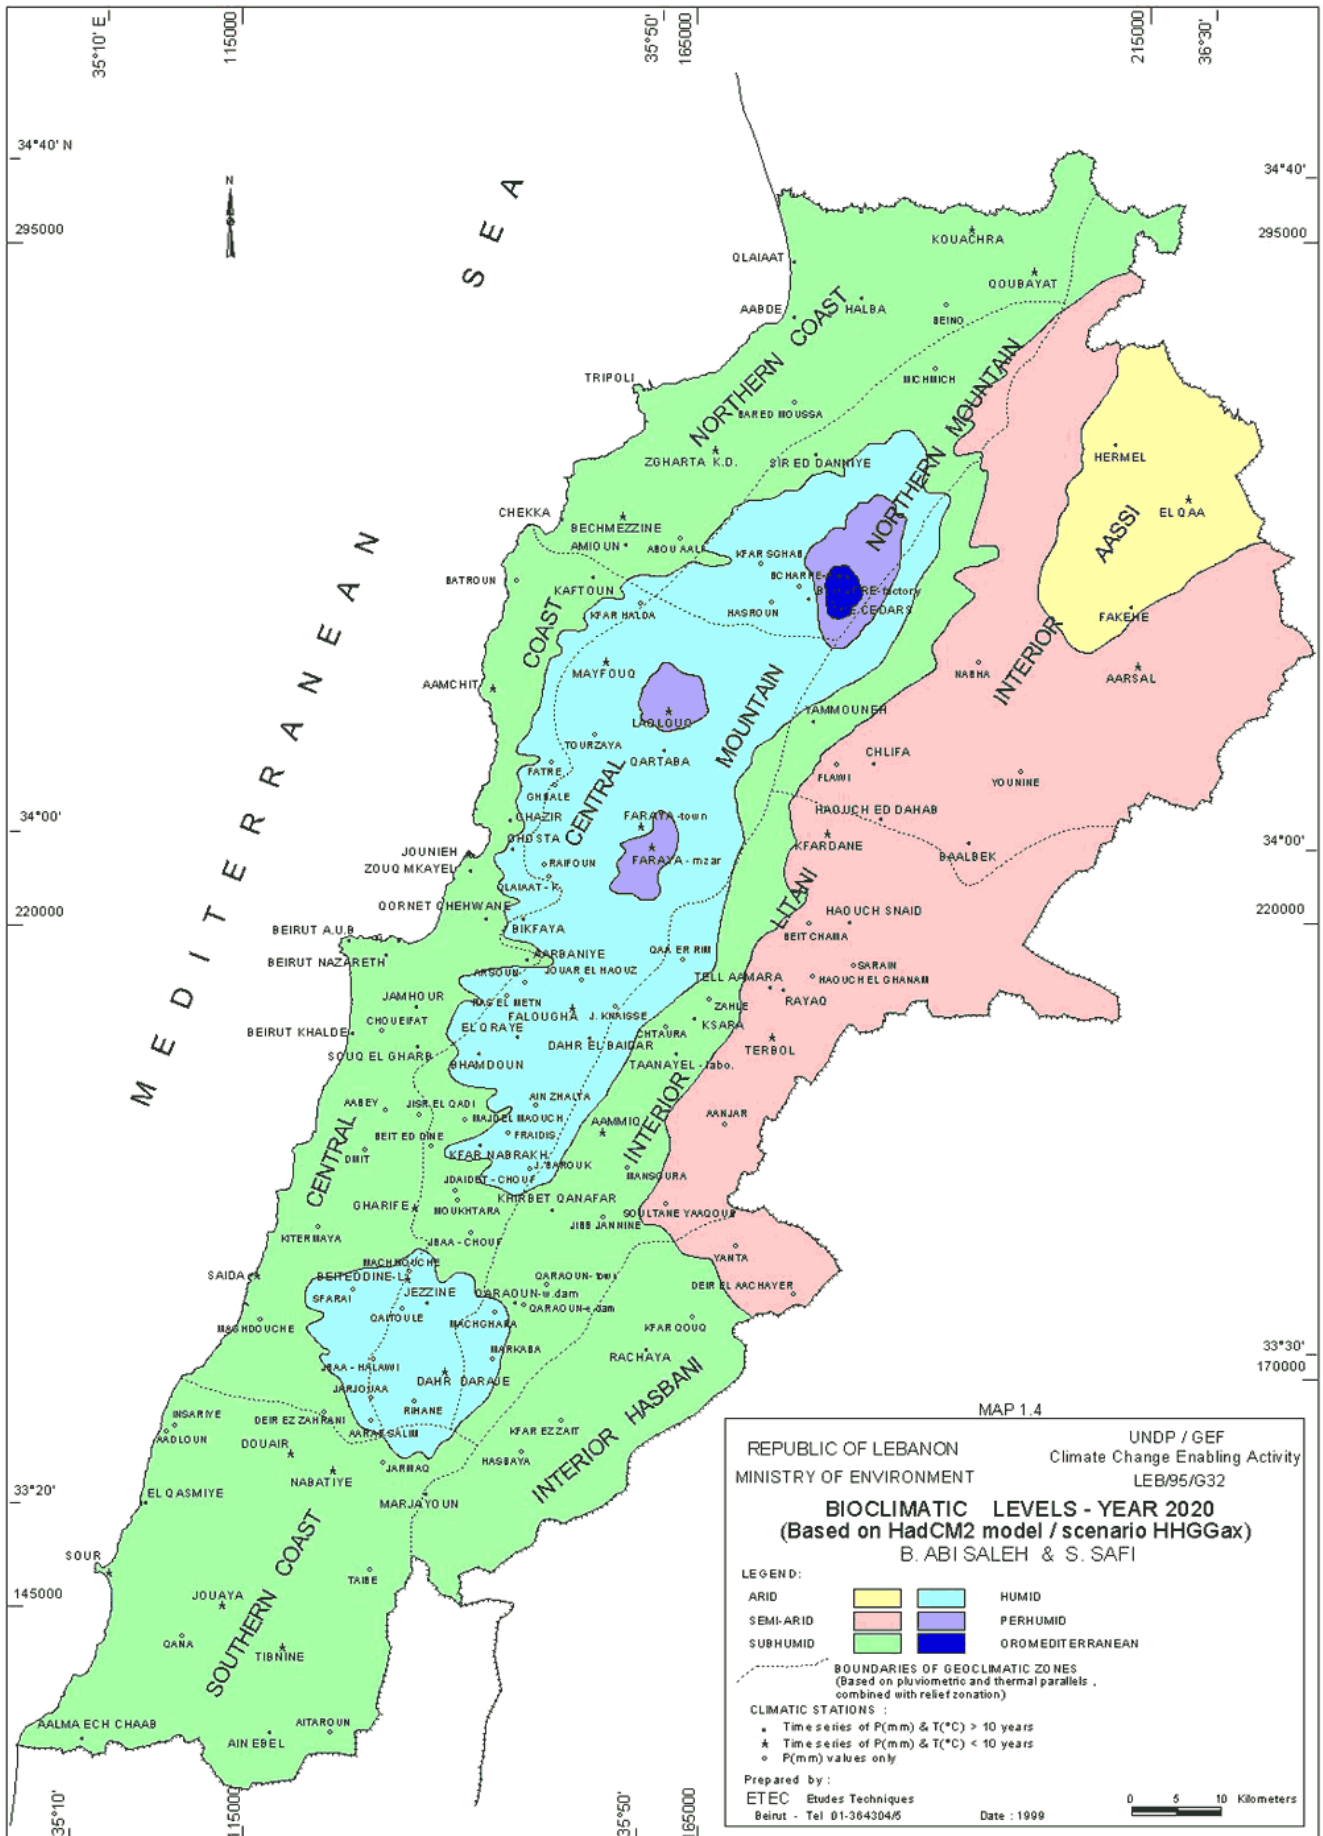 35°10' E
115000
35°50'
165000
215000
36°30'
34°40' N
34°40'
N
295000
295000
MEDITERRANEAN SEA
KOUACHRA
QLAIAAT
QOUBAYAT
AABDE
HALBA
BEINO
NORTHERN COAST
TRIPOLI
MICHMICH
BARED MOUSSA
NORTHERN MOUNTAIN
ZGHARTA K.D.
SIR ED DANNIYE
HERMEL
EL QAA
AASSI
CHEKKA
BECHMEZZINE
AMIOUN
ABOU AALI
KFAR SGHAB
BATROUN
KAFTOUN
KFAR HALDA
HASROUN
CEDARS
FAKEHE
COAST
MAYFOUQ
NABHA
AARSAL
INTERIOR
AAMCHIT
LAQLOUQ
YAMMOUNEH
MOUNTAIN
TOURZAYA
QARTABA
CHLIFA
FATRE
FLAWI
YOUNINE
GHBALE
CENTRAL
HAOUCH ED DAHAB
GHAZIR
FARAYA -town
34°00'
34°00'
GHOSTA
KFARDANE
JOUNIEH
RAIFOUN
FARAYA - mzar
BAALBEK
ZOUQ MKAYEL
QLAIAAT - K.
LITANI
QORNET CHEHWANE
HAOUCH SNAID
220000
220000
BIKFAYA
BEIT CHAMA
BEIRUT A.U.B
AARBANIYE
QAA ER RIM
BEIRUT NAZARETH
ARSOUN
JOUAR EL HAOUZ
SARAIN
TELL AAMARA
HAOUCH EL GHANAM
JAMHOUR
RAS EL METN
RAYAQ
ZAHLE
CHOUEIFAT
FALOUGHA
J. KNAISSE
KSARA
BEIRUT KHALDE
EL QRAYE
CHTAURA
SOUQ EL GHARB
DAHR EL BAIDAR
TERBOL
BHAMDOUN
TAANAYEL - labo.
AABEY
JISR EL QADI
AIN ZHALTA
MAJDEL MAOUCH
AAMMIQ
AANJAR
BEIT ED DINE
FRAIDIS
DMIT
KFAR NABRAKH
INTERIOR
J. BAROUK
MANSOURA
CENTRAL
JDAIDET - CHOUF
KHIRBET QANAFAR
GHARIFE
MOUKHTARA
SOULTANE YAAQOUB
JIBB JANNINE
KITERMAYA
JBAA - CHOUF
YANTA
MACHMOUCHE
SAIDA
BEITEDDINE-L
QARAOUN- town
DEIR EL AACHAYER
SFARAI
JEZZINE
QARAOUN-w.dam
QARAOUN-e.dam
QAITOULE
MACHGHARA
KFAR QOUQ
MAGHDOUCHE
MARKABA
RACHAYA
33°30'
170000
JBAA - HALAWI
DAHR DARAJE
JARJOUAA
RIHANE
INTERIOR HASBANI
INSARIYE
DEIR EZ ZAHRANI
AARAB SALIM
KFAR EZ ZAIT
AADLOUN
DOUAIR
HASBAYA
JARMAQ
NABATIYE
EL QASMIYE
33°20'
MARJAYOUN
SOUR
TAIBE
145000
JOUAYA
SOUTHERN COAST
QANA
TIBNINE
AALMA ECH CHAAB
AITAROUN
AIN EBEL
35°10'
115000
35°50'
165000
MAP 1.4
REPUBLIC OF LEBANON
MINISTRY OF ENVIRONMENT
UNDP / GEF
Climate Change Enabling Activity
LEB/95/G32
BIOCLIMATIC LEVELS - YEAR 2020
(Based on HadCM2 model / scenario HHGGax)
B. ABI SALEH & S. SAFI
LEGEND:
ARID
HUMID
SEMI-ARID
PERHUMID
SUBHUMID
OROMEDITERRANEAN
BOUNDARIES OF GEOCLIMATIC ZONES
(Based on pluviometric and thermal parallels ,
combined with relief zonation)
CLIMATIC STATIONS :
Time series of P(mm) & T(°C) > 10 years
Time series of P(mm) & T(°C) < 10 years
P(mm) values only
Prepared by :
ETEC Etudes Techniques
Beirut - Tel 01-364304/5
Date : 1999
0 5 10 Kilometers